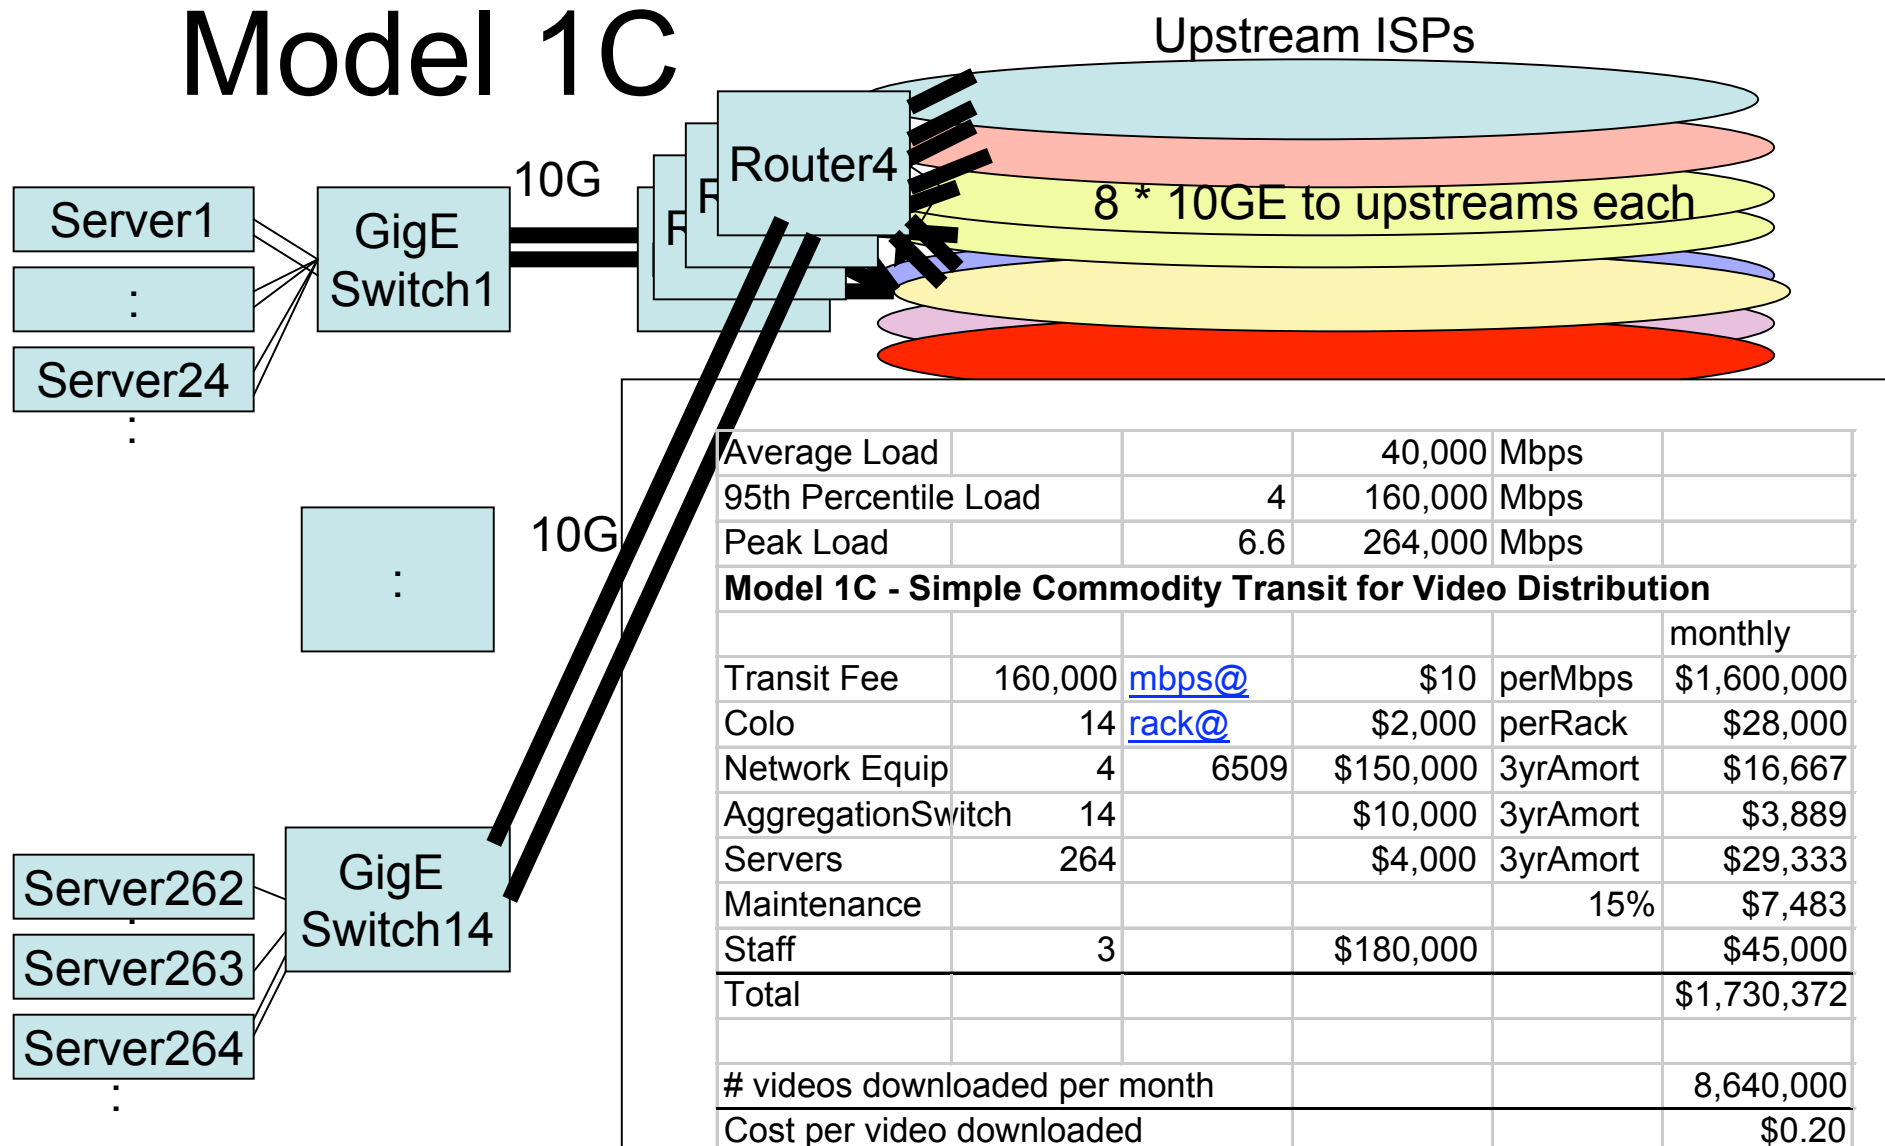 Model 1C
Upstream ISPs
Router4
R
R
8 * 10GE to upstreams each
10G
Server1
:
Server24
:
GigE
Switch1
10G
:
Server262
:
Server263
Server264
:
GigE
Switch14
Average Load 40,000 Mbps
95th Percentile Load 4 160,000 Mbps
Peak Load 6.6 264,000 Mbps
Model 1C - Simple Commodity Transit for Video Distribution
monthly
Transit Fee 160,000 mbps@ $10 perMbps $1,600,000
Colo 14 rack@ $2,000 perRack $28,000
Network Equip 4 6509 $150,000 3yrAmort $16,667
AggregationSwitch 14 $10,000 3yrAmort $3,889
Servers 264 $4,000 3yrAmort $29,333
Maintenance 15% $7,483
Staff 3 $180,000 $45,000
Total $1,730,372
# videos downloaded per month 8,640,000
Cost per video downloaded $0.20